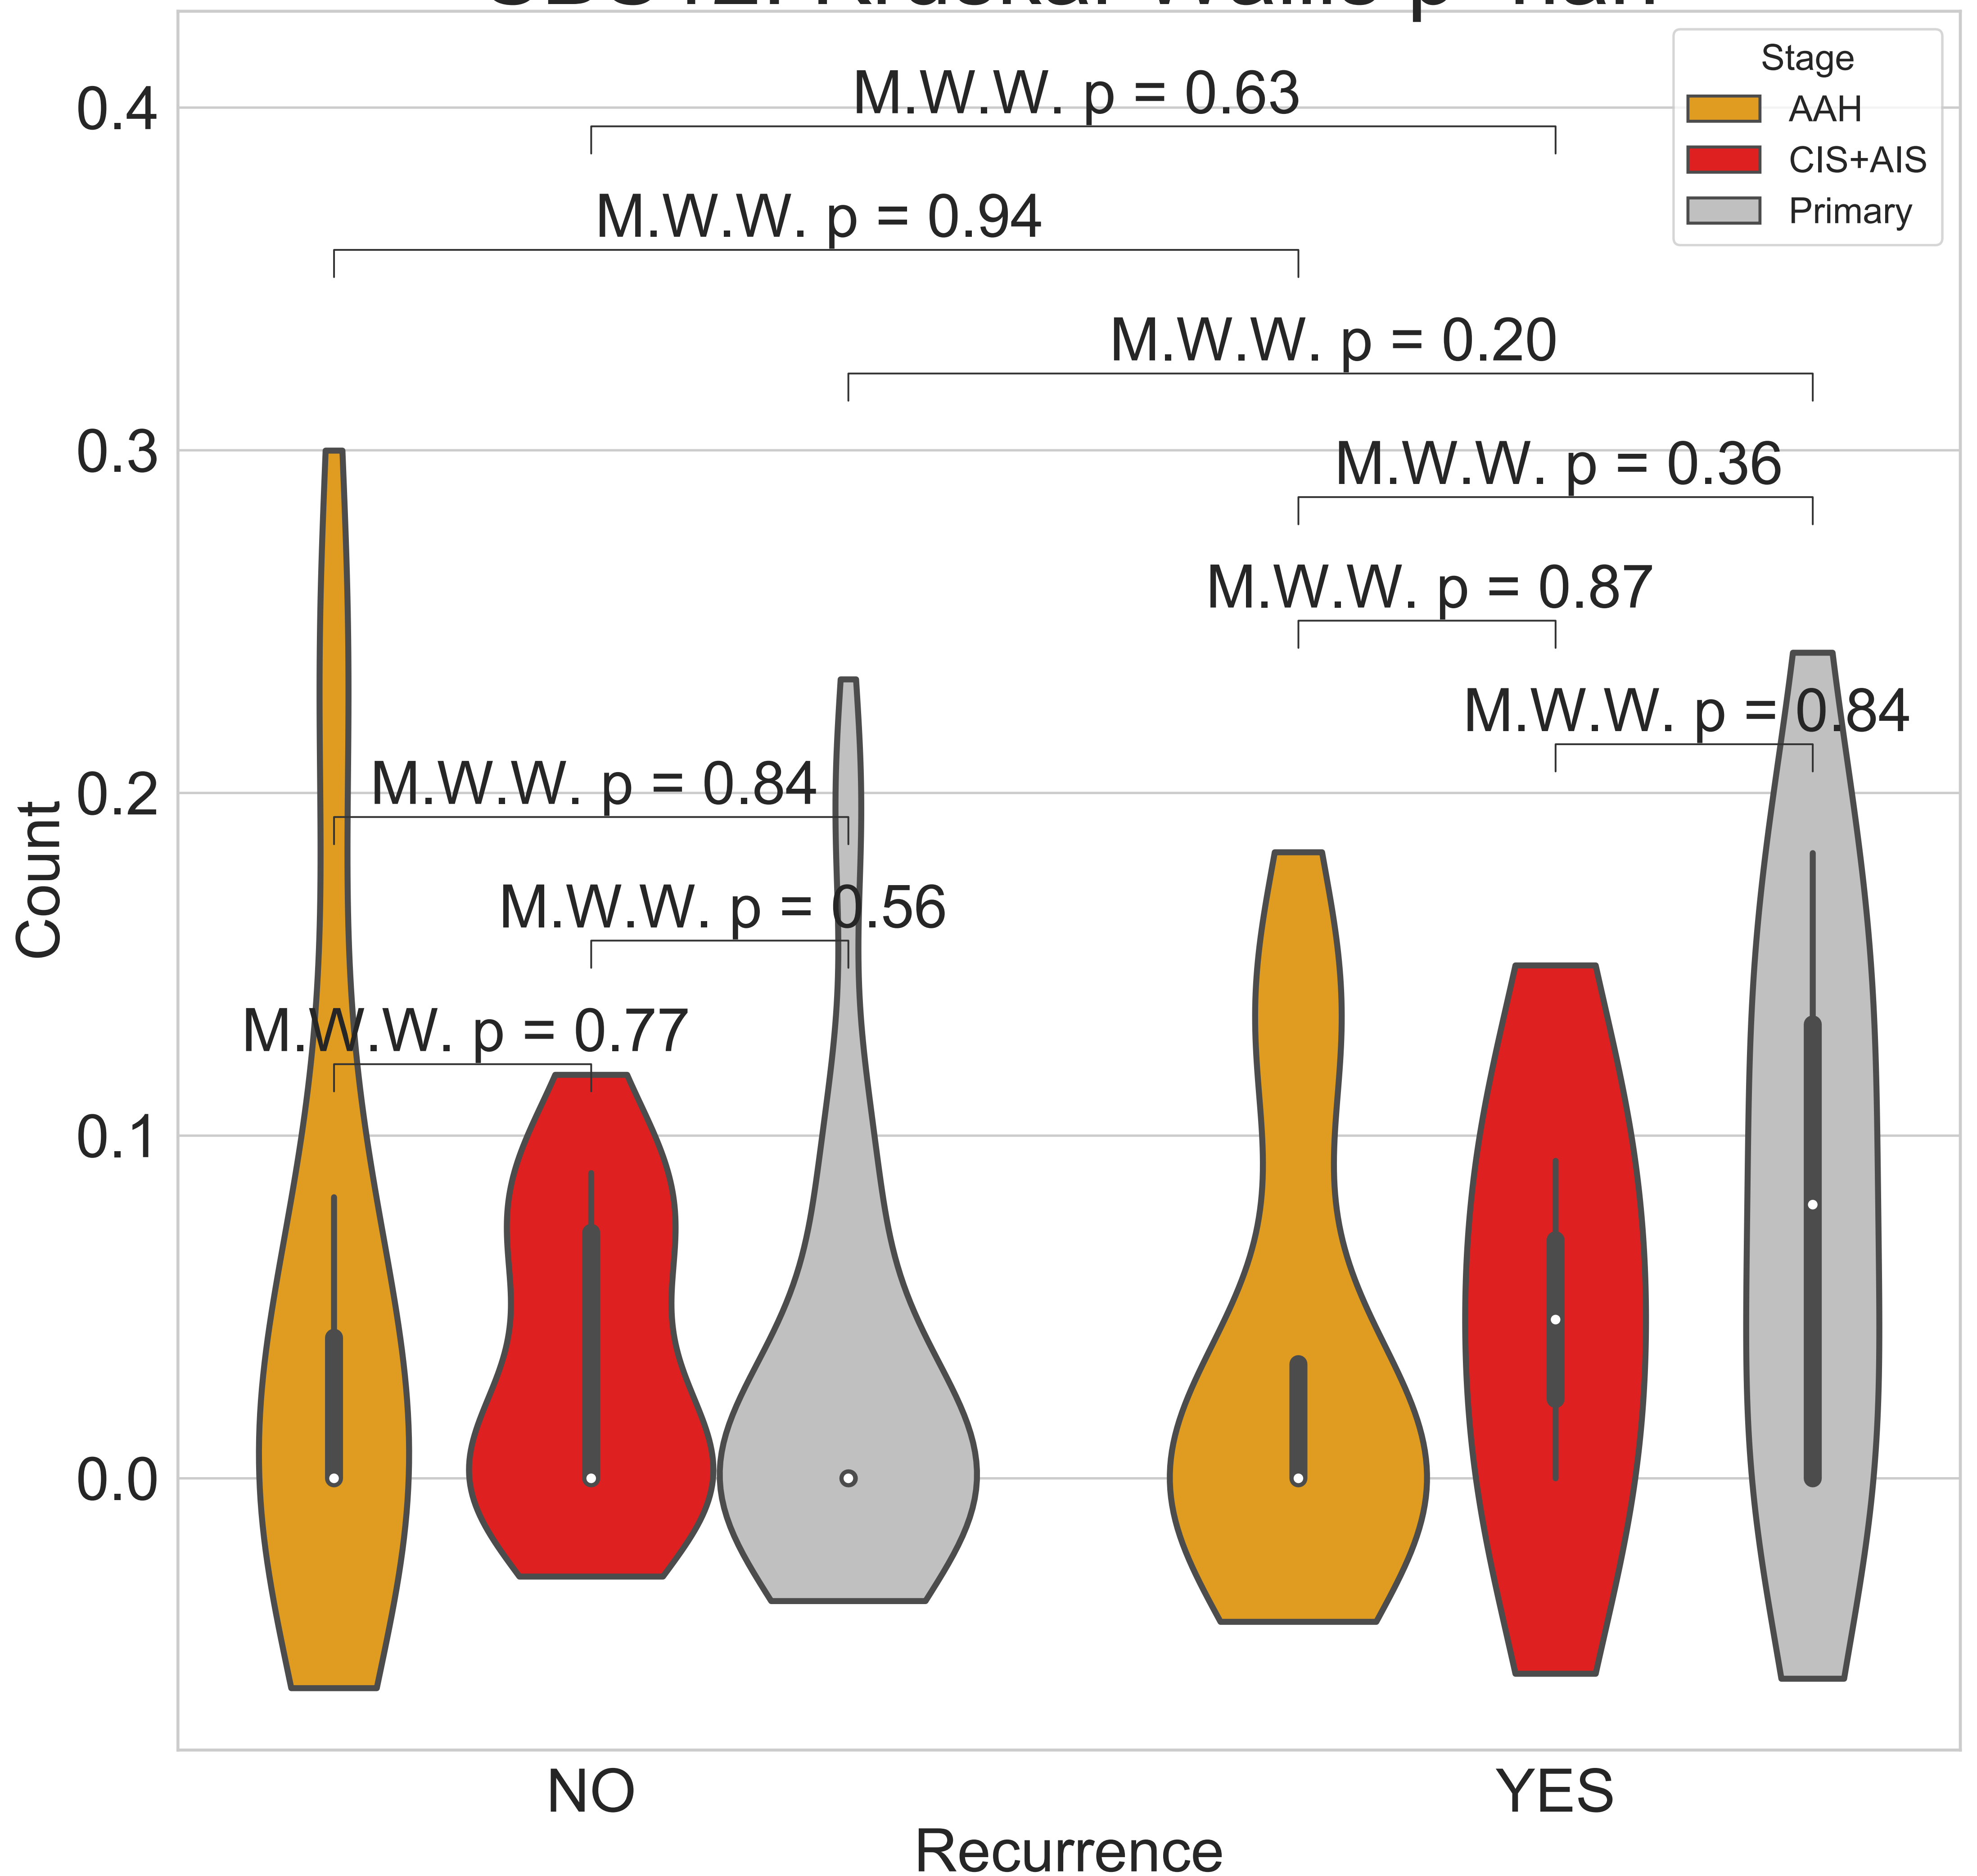 Stage
AAH
CIS+AIS
Primary
M.W.W. p = 0.63
M.W.W. p = 0.94
M.W.W. p = 0.20
M.W.W. p = 0.36
M.W.W. p = 0.87
M.W.W. p = 0.84
M.W.W. p = 0.84
M.W.W. p = 0.56
M.W.W. p = 0.77
0.4
0.3
0.2
0.1
0.0
Count
NO
YES
Recurrence